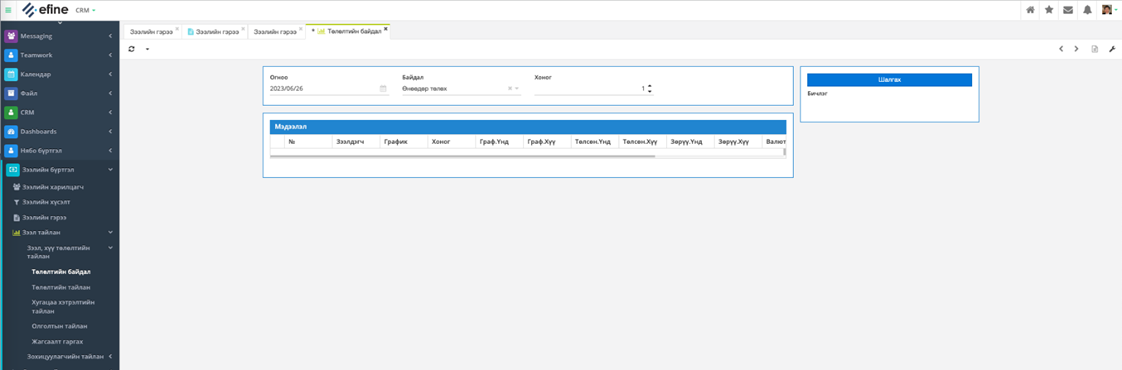 efine CRM
Messaging
Teamwork
Календар
Файл
CRM
Dashboards
Нябо бүртгэл
Зээлийн бүртгэл
Зээлийн харилцагч
Зээлийн хүсэлт
Зээлийн гэрээ
Зээл тайлан
Зээл, хүү төлөлтийн
тайлан
Төлөлтийн байдал
Төлөлтийн тайлан
Хугацаа хэтрэлтийн
тайлан
Олголтын тайлан
Жагсаалт гаргах
Зохицуулагчийн тайлан
Зээлийн гэрээ Зээлийн гэрээ Зээлийн гэрээ * Төлөлтийн байдал
Огноо Байдал Хоног
2023/06/26 Өнөөдөр төлөх 1
Мэдээлэл
№ Зээлдэгч График Хоног Граф.Үнд Граф.Хүү Төлсөн.Үнд Төлсөн.Хүү Зөрүү.Үнд Зөрүү.Хүү Валют
Шалгах
Бичлэг